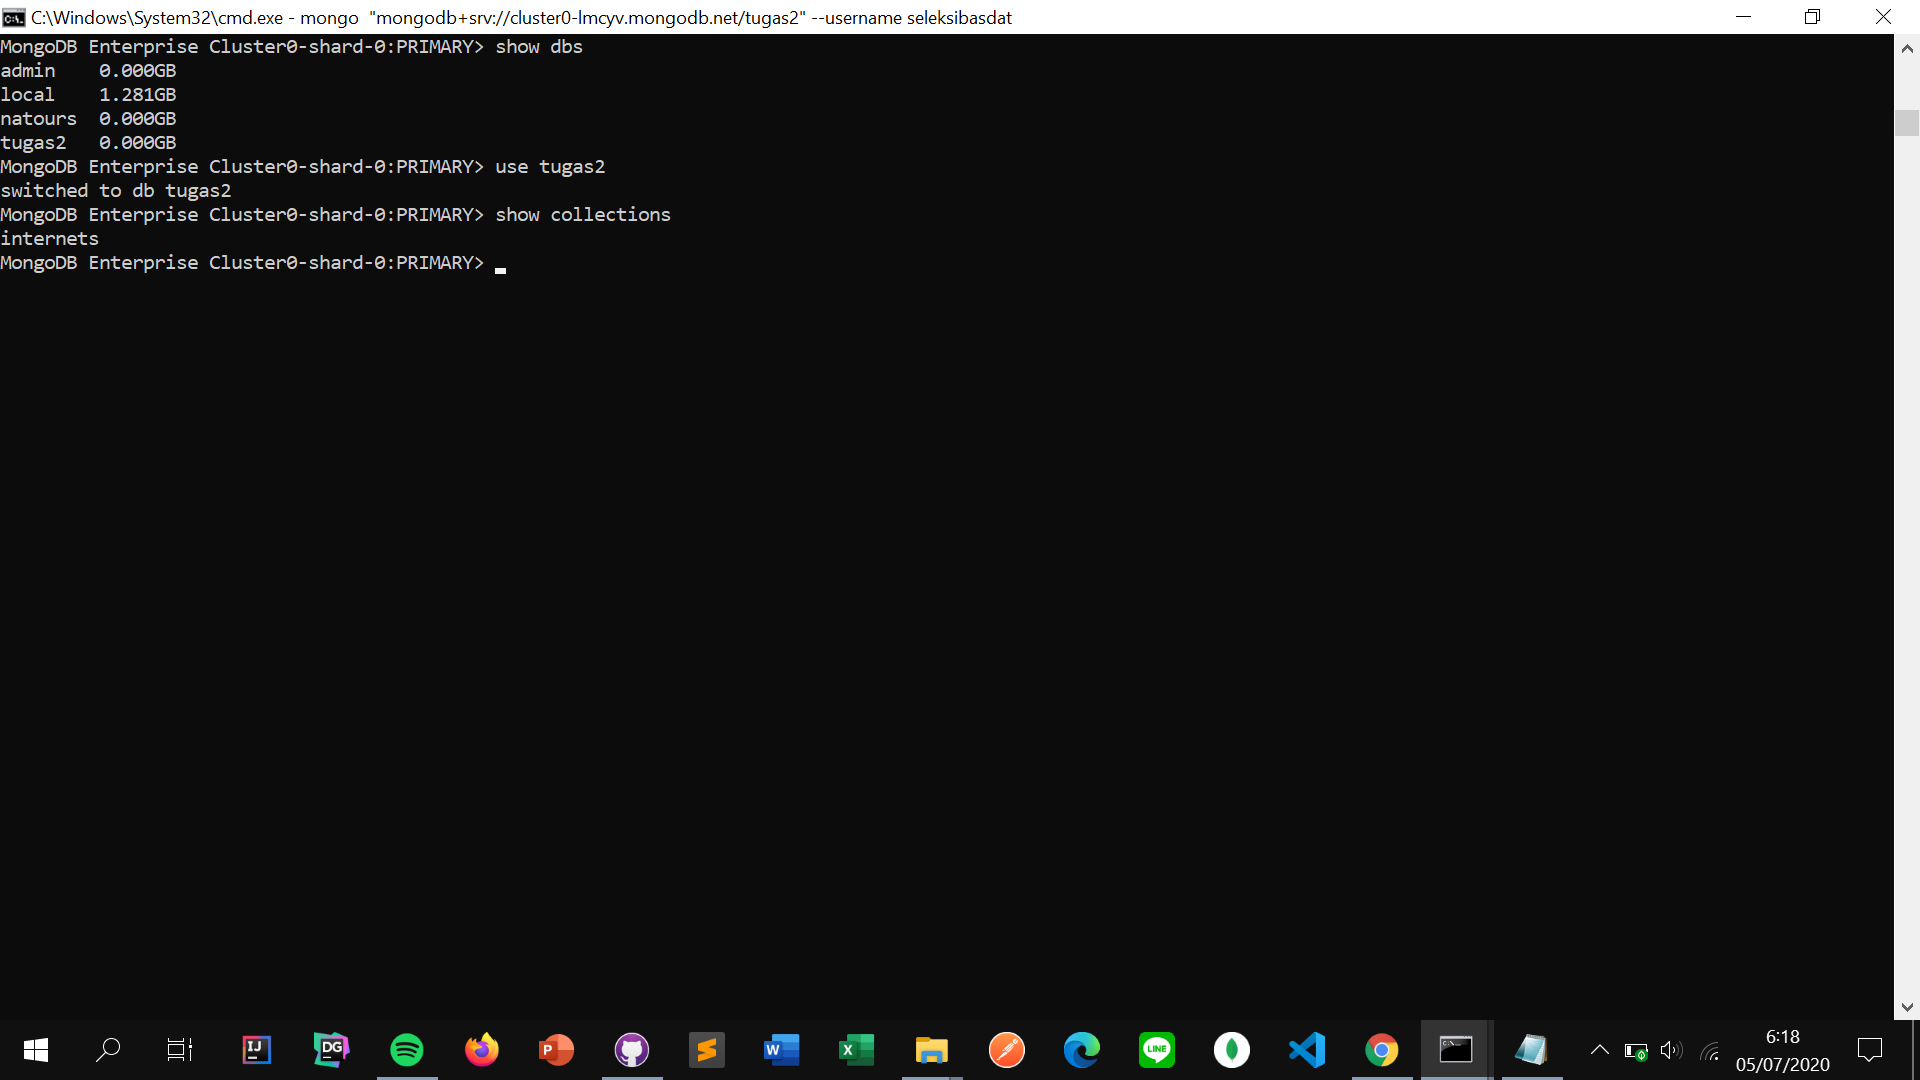 C:\Windows\System32\cmd.exe - mongo  "mongodb+srv://cluster0-lmcyv.mongodb.net/tugas2" --username seleksibasdat
MongoDB Enterprise Cluster0-shard-0:PRIMARY> show dbs
admin    0.000GB
local    1.281GB
natours  0.000GB
tugas2   0.000GB
MongoDB Enterprise Cluster0-shard-0:PRIMARY> use tugas2
switched to db tugas2
MongoDB Enterprise Cluster0-shard-0:PRIMARY> show collections
internets
MongoDB Enterprise Cluster0-shard-0:PRIMARY>
IJ
DG
P
W
X
LINE
6:18
05/07/2020